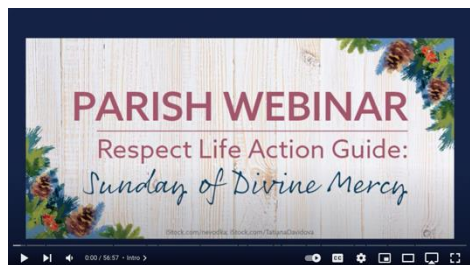 PARISH WEBINAR
Respect Life Action Guide:
Sunday of Divine Mercy
iStock.com/nevodka; iStock.com/TatianaDavidova
0:00 / 56:57 • Intro >
CC